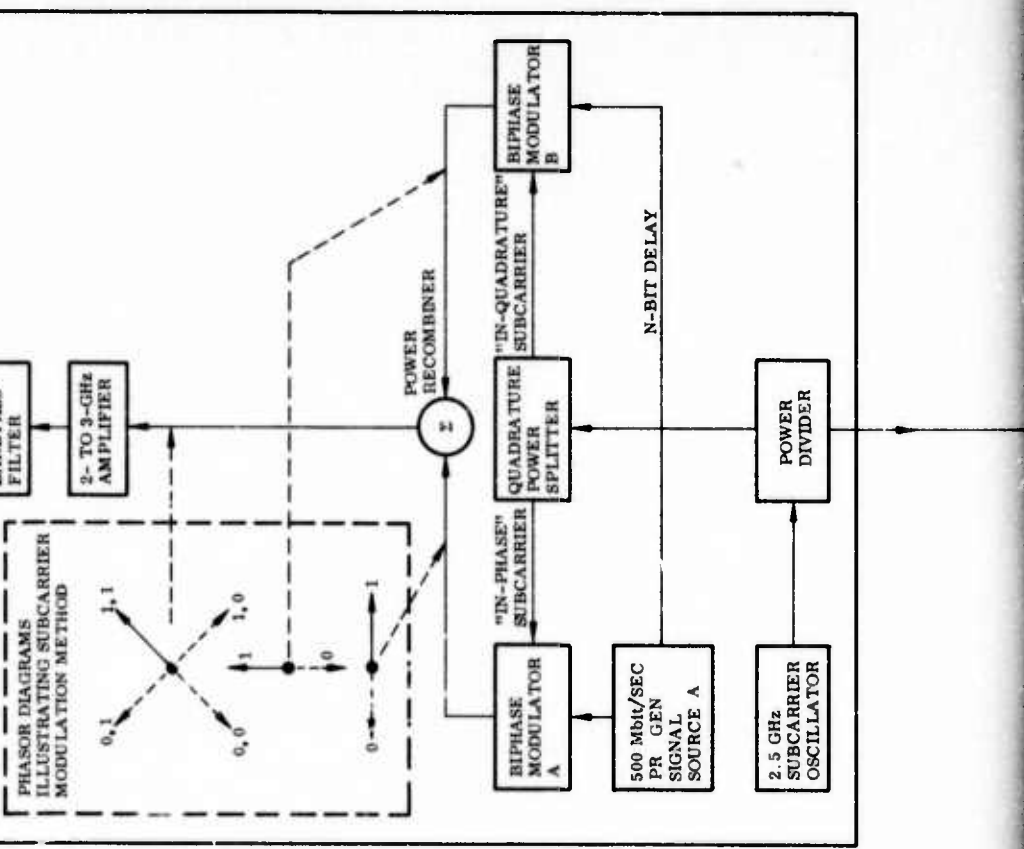 FILTER
2- TO 3-GHz
AMPLIFIER
PHASOR DIAGRAMS
ILLUSTRATING SUBCARRIER
MODULATION METHOD
0,1
1,1
0,0
1,0
1
0
0
1
POWER
RECOMBINER
Σ
BIPHASE
MODULATOR
A
"IN-PHASE"
SUBCARRIER
QUADRATURE
POWER
SPLITTER
"IN-QUADRATURE"
SUBCARRIER
BIPHASE
MODULATOR
B
500 Mbit/SEC
PR GEN
SIGNAL
SOURCE A
N-BIT DELAY
2.5 GHz
SUBCARRIER
OSCILLATOR
POWER
DIVIDER